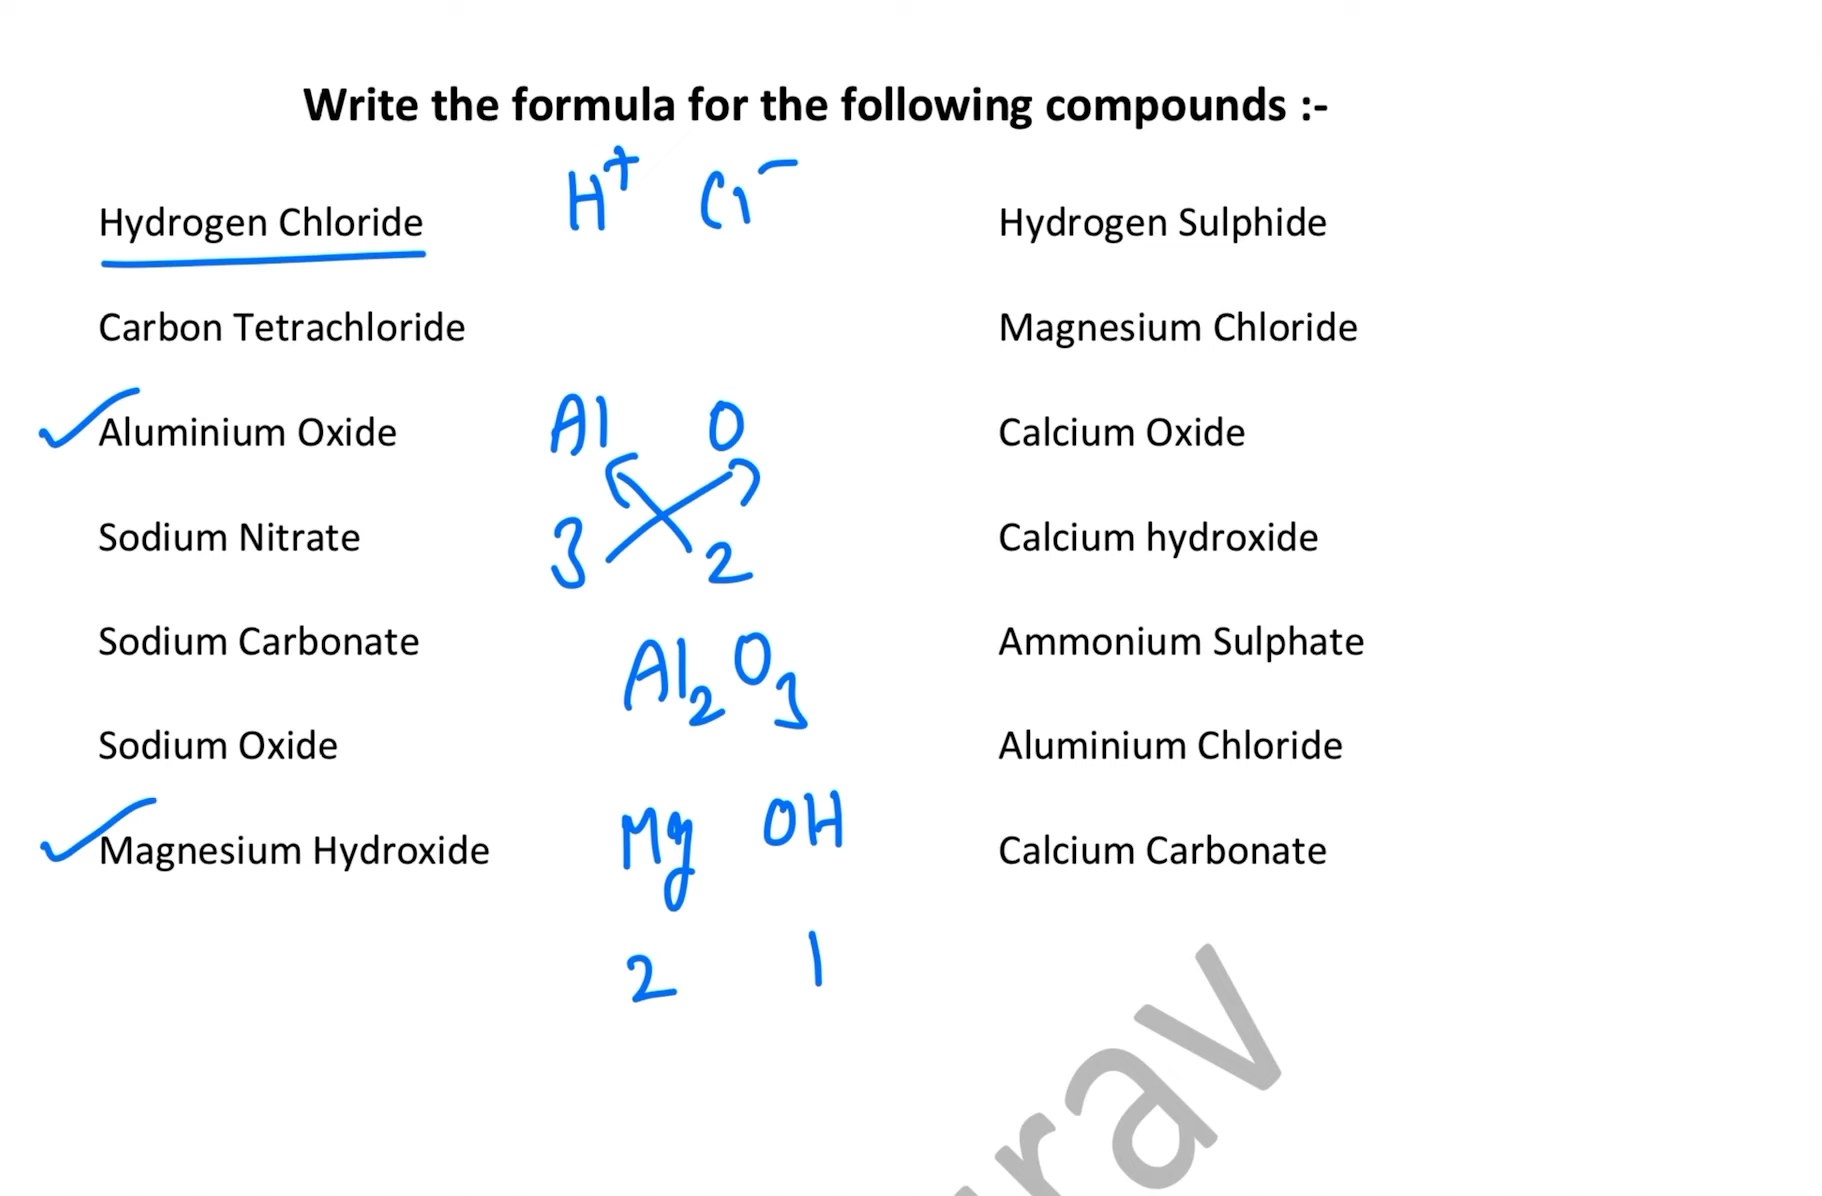 Write the formula for the following compounds :-
H⁺ Cl⁻
Hydrogen Chloride
Hydrogen Sulphide
Carbon Tetrachloride
Magnesium Chloride
Aluminium Oxide
Al O
Calcium Oxide
Sodium Nitrate
3 2
Calcium hydroxide
Sodium Carbonate
Al₂O₃
Ammonium Sulphate
Sodium Oxide
Aluminium Chloride
Magnesium Hydroxide
Mg OH
Calcium Carbonate
2 1
rav